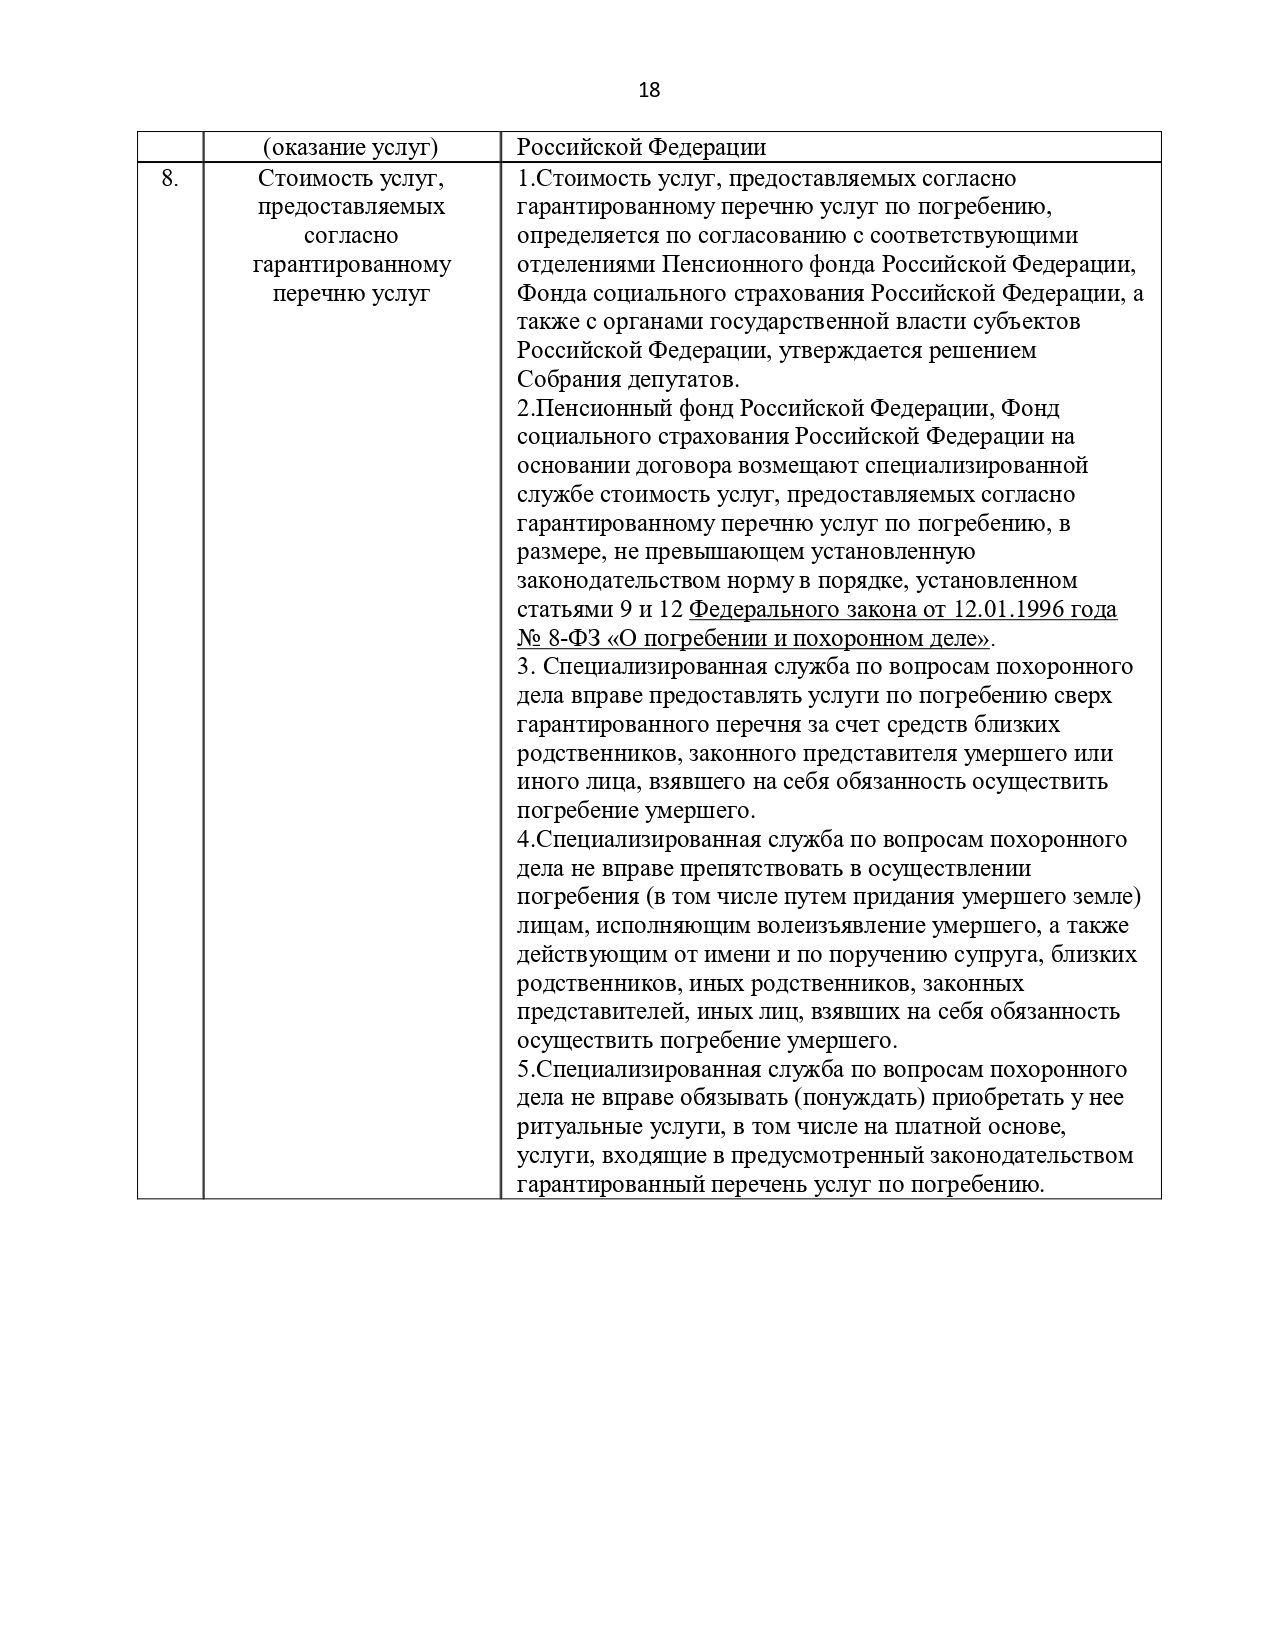 18
(оказание услуг)
Российской Федерации
8.
Стоимость услуг,
предоставляемых
согласно
гарантированному
перечню услуг
1.Стоимость услуг, предоставляемых согласно
гарантированному перечню услуг по погребению,
определяется по согласованию с соответствующими
отделениями Пенсионного фонда Российской Федерации,
Фонда социального страхования Российской Федерации, а
также с органами государственной власти субъектов
Российской Федерации, утверждается решением
Собрания депутатов.
2.Пенсионный фонд Российской Федерации, Фонд
социального страхования Российской Федерации на
основании договора возмещают специализированной
службе стоимость услуг, предоставляемых согласно
гарантированному перечню услуг по погребению, в
размере, не превышающем установленную
законодательством норму в порядке, установленном
статьями 9 и 12 Федерального закона от 12.01.1996 года
№ 8-ФЗ «О погребении и похоронном деле».
3. Специализированная служба по вопросам похоронного
дела вправе предоставлять услуги по погребению сверх
гарантированного перечня за счет средств близких
родственников, законного представителя умершего или
иного лица, взявшего на себя обязанность осуществить
погребение умершего.
4.Специализированная служба по вопросам похоронного
дела не вправе препятствовать в осуществлении
погребения (в том числе путем придания умершего земле)
лицам, исполняющим волеизъявление умершего, а также
действующим от имени и по поручению супруга, близких
родственников, иных родственников, законных
представителей, иных лиц, взявших на себя обязанность
осуществить погребение умершего.
5.Специализированная служба по вопросам похоронного
дела не вправе обязывать (понуждать) приобретать у нее
ритуальные услуги, в том числе на платной основе,
услуги, входящие в предусмотренный законодательством
гарантированный перечень услуг по погребению.